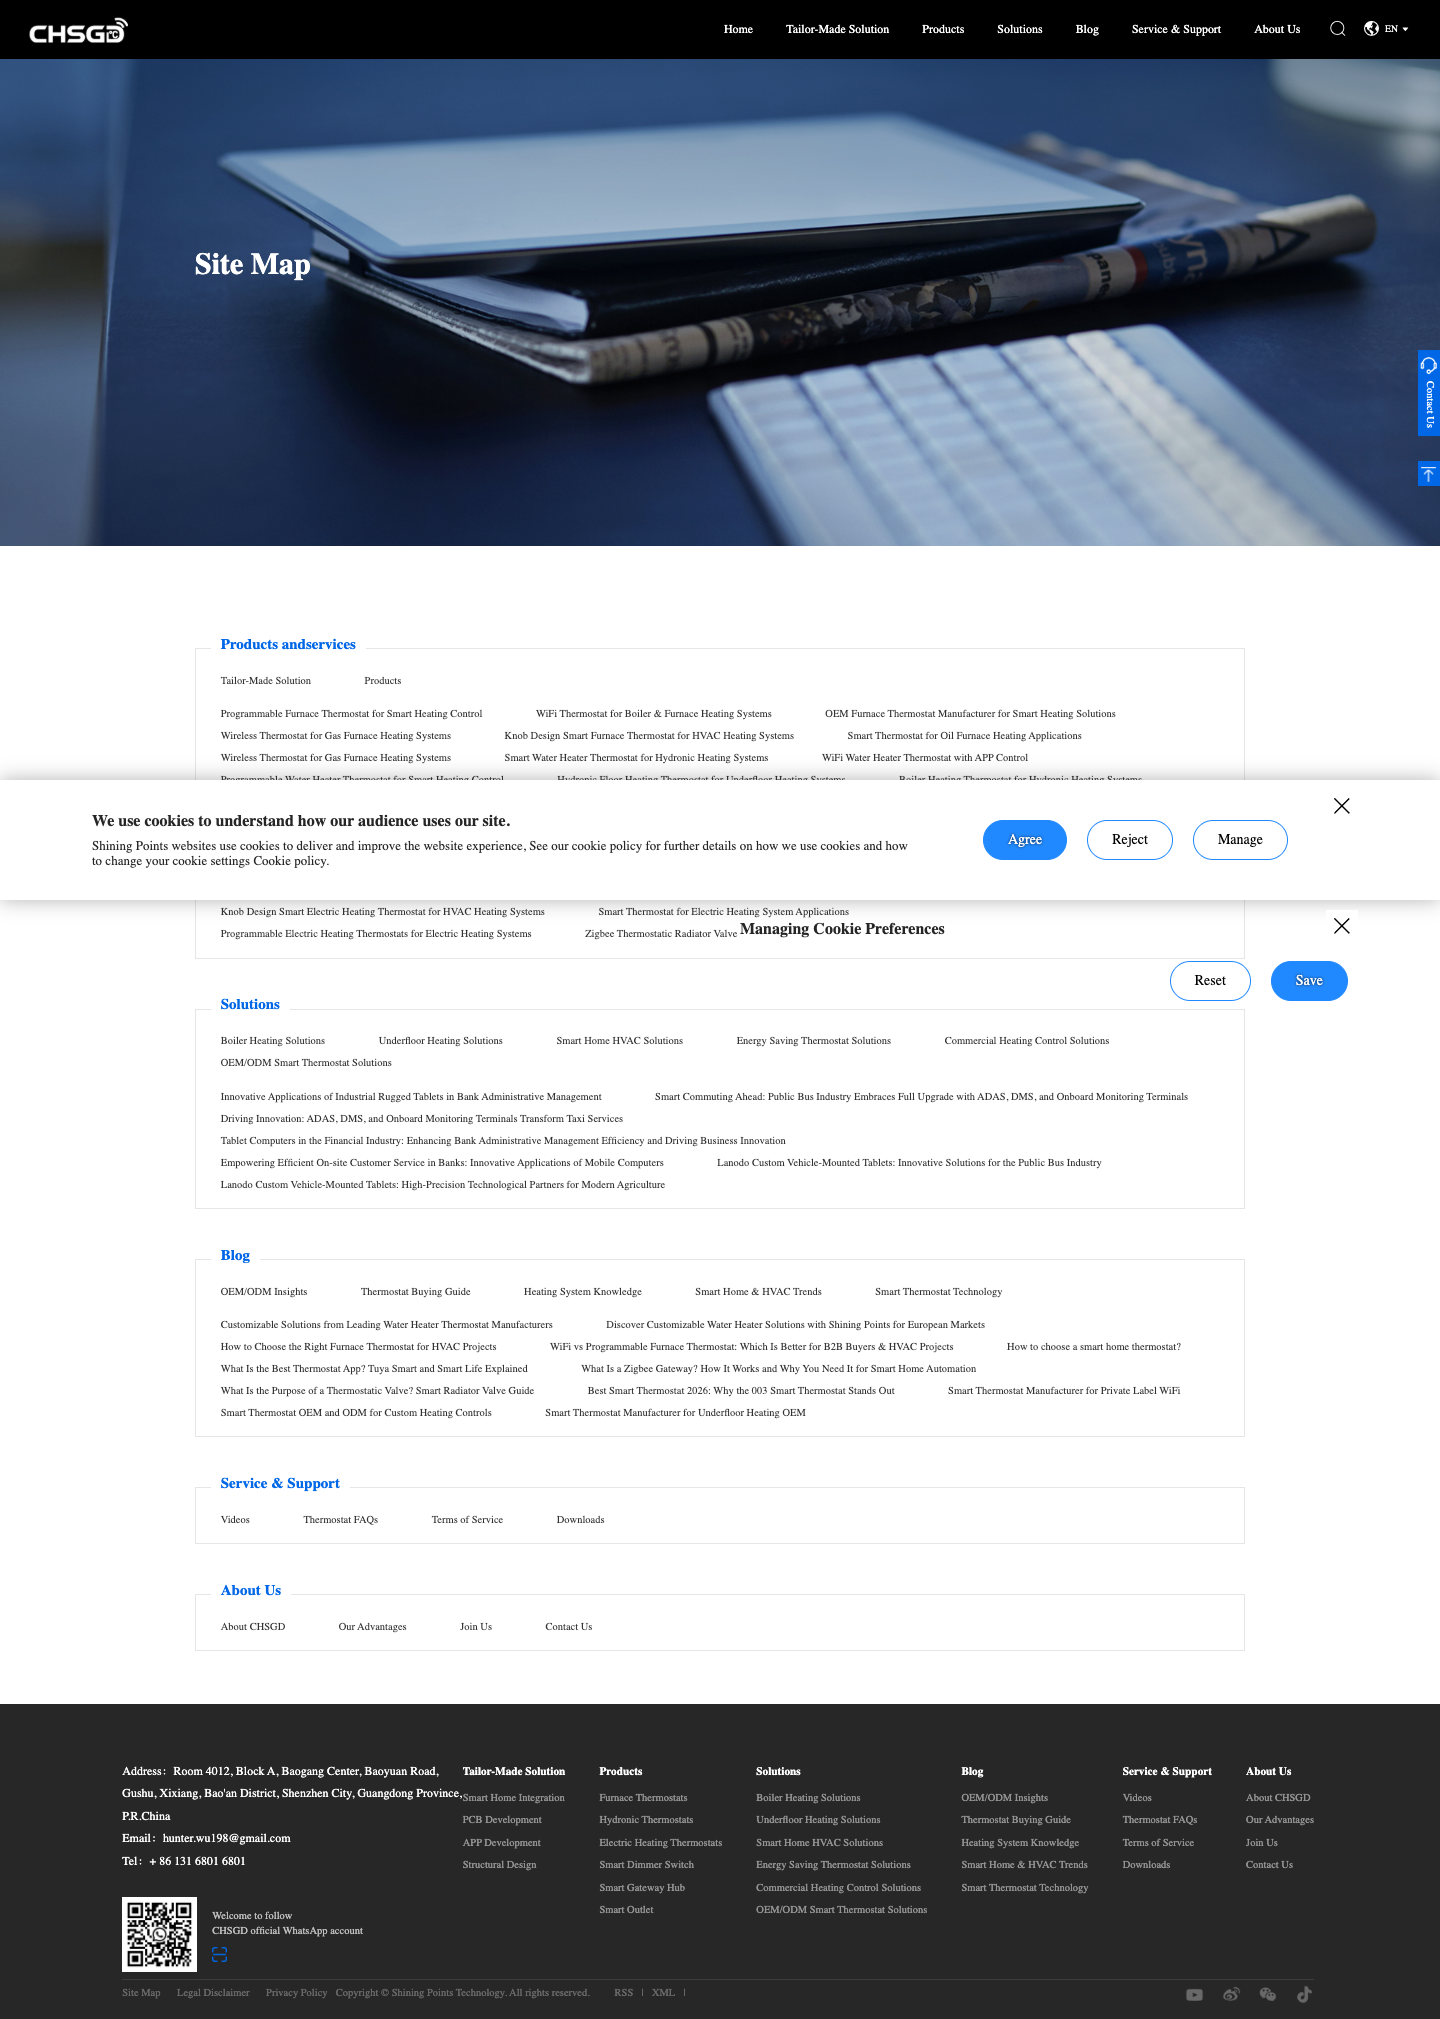 CHSGD
Home Tailor-Made Solution Products Solutions Blog Service & Support About Us EN
Site Map
Contact Us
Products andservices
Tailor-Made Solution Products
Programmable Furnace Thermostat for Smart Heating Control WiFi Thermostat for Boiler & Furnace Heating Systems OEM Furnace Thermostat Manufacturer for Smart Heating Solutions
Wireless Thermostat for Gas Furnace Heating Systems Knob Design Smart Furnace Thermostat for HVAC Heating Systems Smart Thermostat for Oil Furnace Heating Applications
Wireless Thermostat for Gas Furnace Heating Systems Smart Water Heater Thermostat for Hydronic Heating Systems WiFi Water Heater Thermostat with APP Control
Programmable Water Heater Thermostat for Smart Heating Control Hydronic Floor Heating Thermostat for Underfloor Heating Systems Boiler Heating Thermostat for Hydronic Heating Systems
We use cookies to understand how our audience uses our site.
Shining Points websites use cookies to deliver and improve the website experience, See our cookie policy for further details on how we use cookies and how
to change your cookie settings Cookie policy.
Agree Reject Manage
Knob Design Smart Electric Heating Thermostat for HVAC Heating Systems Smart Thermostat for Electric Heating System Applications
Programmable Electric Heating Thermostats for Electric Heating Systems Zigbee Thermostatic Radiator Valve
Managing Cookie Preferences
Reset Save
Solutions
Boiler Heating Solutions Underfloor Heating Solutions Smart Home HVAC Solutions Energy Saving Thermostat Solutions Commercial Heating Control Solutions
OEM/ODM Smart Thermostat Solutions
Innovative Applications of Industrial Rugged Tablets in Bank Administrative Management Smart Commuting Ahead: Public Bus Industry Embraces Full Upgrade with ADAS, DMS, and Onboard Monitoring Terminals
Driving Innovation: ADAS, DMS, and Onboard Monitoring Terminals Transform Taxi Services
Tablet Computers in the Financial Industry: Enhancing Bank Administrative Management Efficiency and Driving Business Innovation
Empowering Efficient On-site Customer Service in Banks: Innovative Applications of Mobile Computers Lanodo Custom Vehicle-Mounted Tablets: Innovative Solutions for the Public Bus Industry
Lanodo Custom Vehicle-Mounted Tablets: High-Precision Technological Partners for Modern Agriculture
Blog
OEM/ODM Insights Thermostat Buying Guide Heating System Knowledge Smart Home & HVAC Trends Smart Thermostat Technology
Customizable Solutions from Leading Water Heater Thermostat Manufacturers Discover Customizable Water Heater Solutions with Shining Points for European Markets
How to Choose the Right Furnace Thermostat for HVAC Projects WiFi vs Programmable Furnace Thermostat: Which Is Better for B2B Buyers & HVAC Projects How to choose a smart home thermostat?
What Is the Best Thermostat App? Tuya Smart and Smart Life Explained What Is a Zigbee Gateway? How It Works and Why You Need It for Smart Home Automation
What Is the Purpose of a Thermostatic Valve? Smart Radiator Valve Guide Best Smart Thermostat 2026: Why the 003 Smart Thermostat Stands Out Smart Thermostat Manufacturer for Private Label WiFi
Smart Thermostat OEM and ODM for Custom Heating Controls Smart Thermostat Manufacturer for Underfloor Heating OEM
Service & Support
Videos Thermostat FAQs Terms of Service Downloads
About Us
About CHSGD Our Advantages Join Us Contact Us
Address：Room 4012, Block A, Baogang Center, Baoyuan Road,
Gushu, Xixiang, Bao'an District, Shenzhen City, Guangdong Province,
P.R.China
Email：hunter.wu198@gmail.com
Tel：+ 86 131 6801 6801
Welcome to follow
CHSGD official WhatsApp account
Tailor-Made Solution
Smart Home Integration
PCB Development
APP Development
Structural Design
Products
Furnace Thermostats
Hydronic Thermostats
Electric Heating Thermostats
Smart Dimmer Switch
Smart Gateway Hub
Smart Outlet
Solutions
Boiler Heating Solutions
Underfloor Heating Solutions
Smart Home HVAC Solutions
Energy Saving Thermostat Solutions
Commercial Heating Control Solutions
OEM/ODM Smart Thermostat Solutions
Blog
OEM/ODM Insights
Thermostat Buying Guide
Heating System Knowledge
Smart Home & HVAC Trends
Smart Thermostat Technology
Service & Support
Videos
Thermostat FAQs
Terms of Service
Downloads
About Us
About CHSGD
Our Advantages
Join Us
Contact Us
Site Map Legal Disclaimer Privacy Policy Copyright © Shining Points Technology. All rights reserved. RSS | XML |